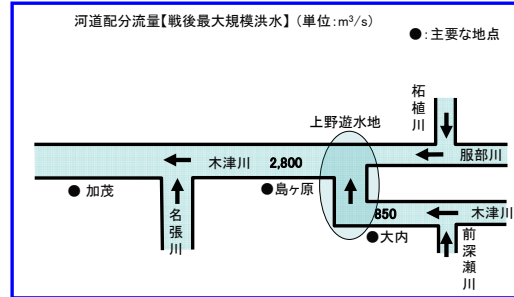 河道配分流量【戦後最大規模洪水】(単位:m³/s)
●:主要な地点
柘植川
上野遊水地
服部川
木津川 2,800
●加茂
●島ヶ原
名張川
850
木津川
●大内
前深瀬川